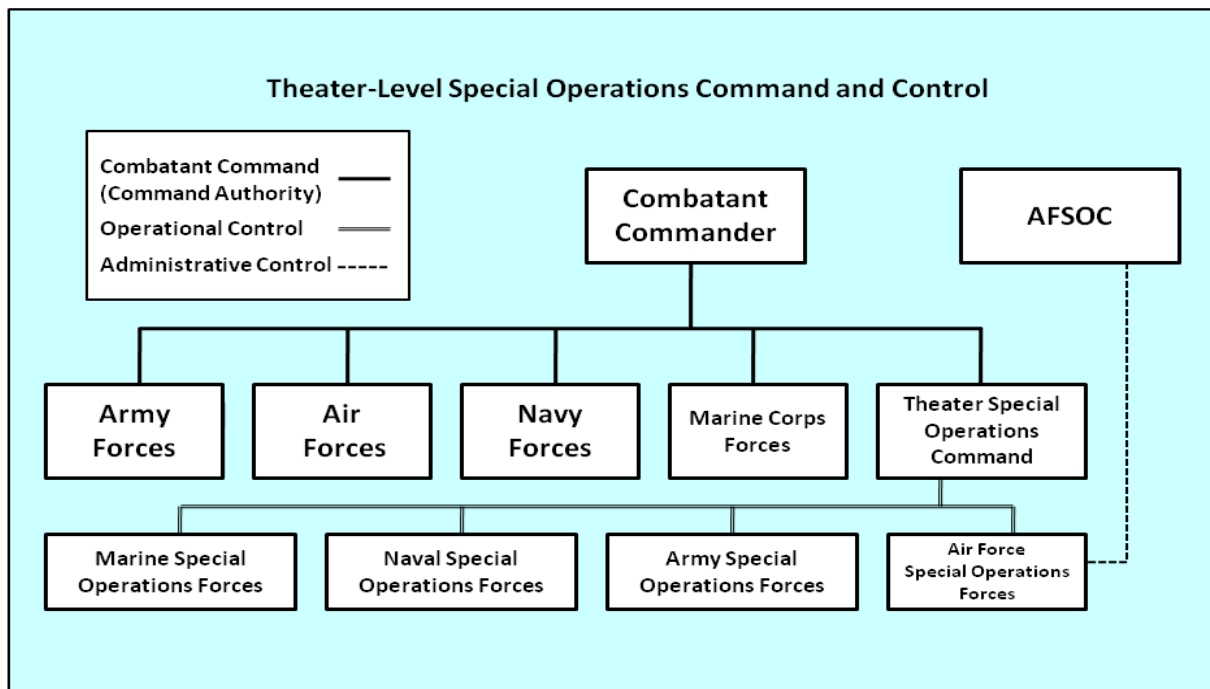 Theater-Level Special Operations Command and Control
Combatant Command
(Command Authority)
Operational Control
Administrative Control
Combatant
Commander
AFSOC
Army
Forces
Air
Forces
Navy
Forces
Marine Corps
Forces
Theater Special
Operations
Command
Marine Special
Operations Forces
Naval Special
Operations Forces
Army Special
Operations Forces
Air Force
Special Operations
Forces